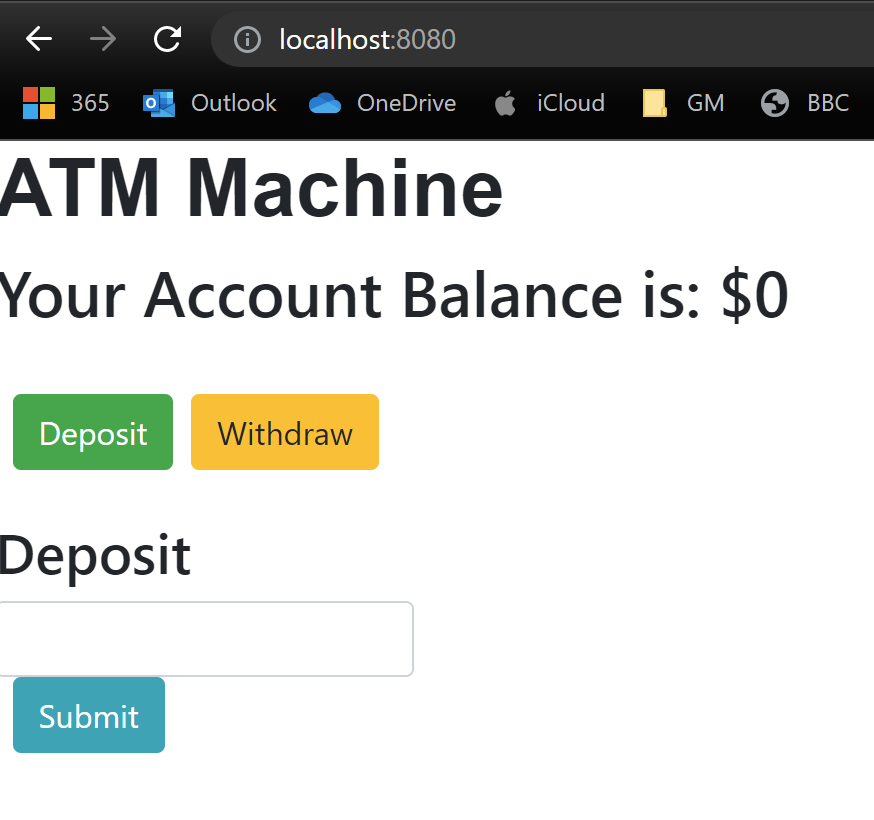 localhost:8080
365 Outlook OneDrive iCloud GM BBC
ATM Machine
Your Account Balance is: $0
Deposit Withdraw
Deposit
Submit